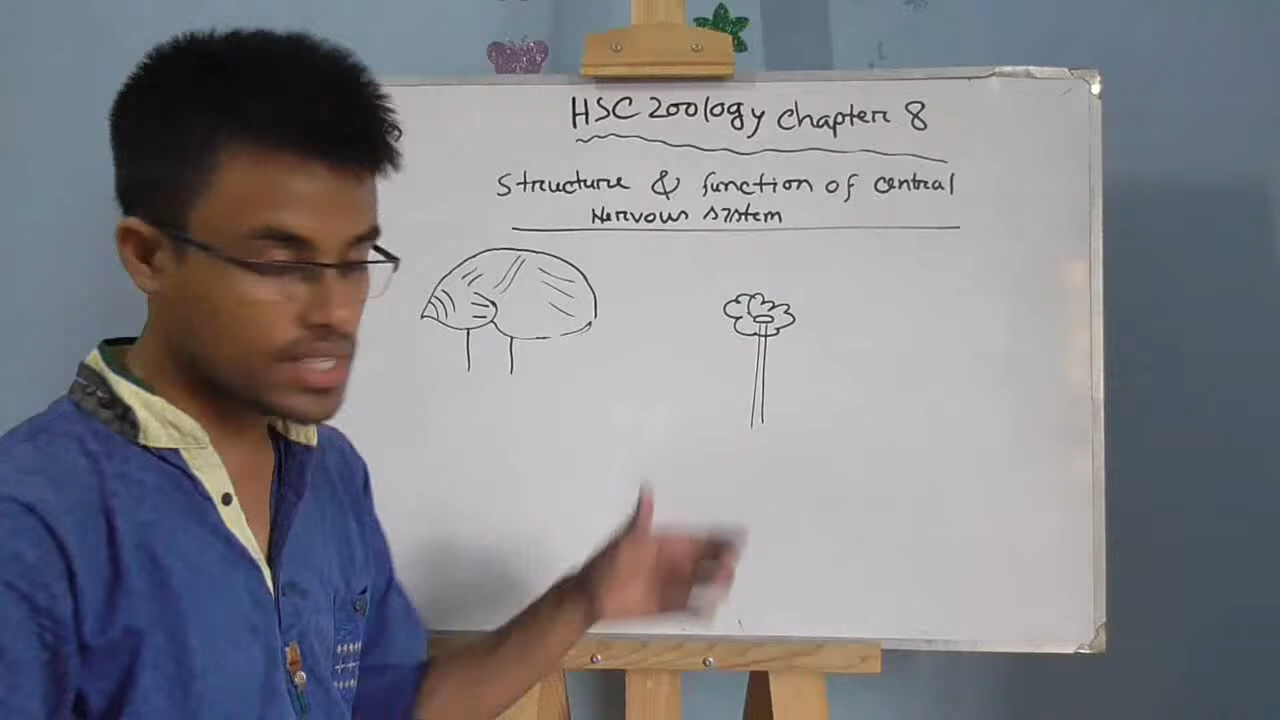 HSC Zoology Chapter 8
Structure & function of central
Nervous system